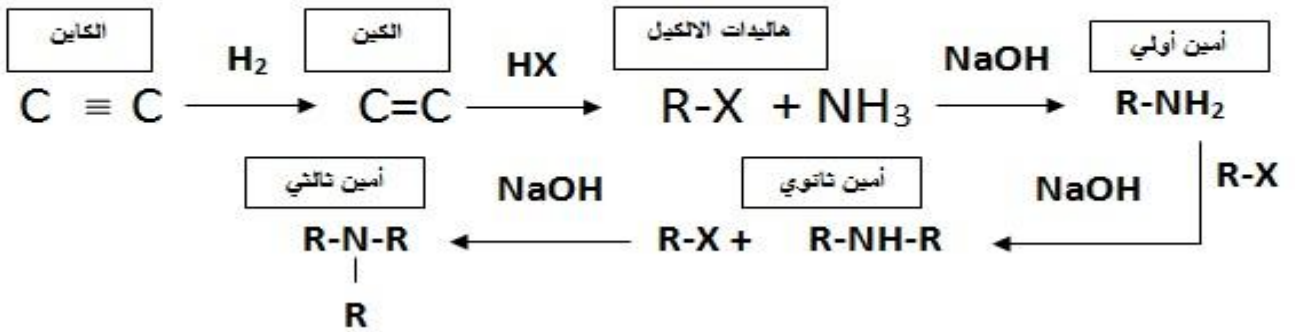 الكاين
الكين
هاليدات الالكيل
أمين أولي
H₂
HX
NaOH
C ≡ C
C=C
R-X + NH₃
R-NH₂
أمين ثالثي
NaOH
أمين ثانوي
NaOH
R-X
R-N-R
R-X +
R-NH-R
R